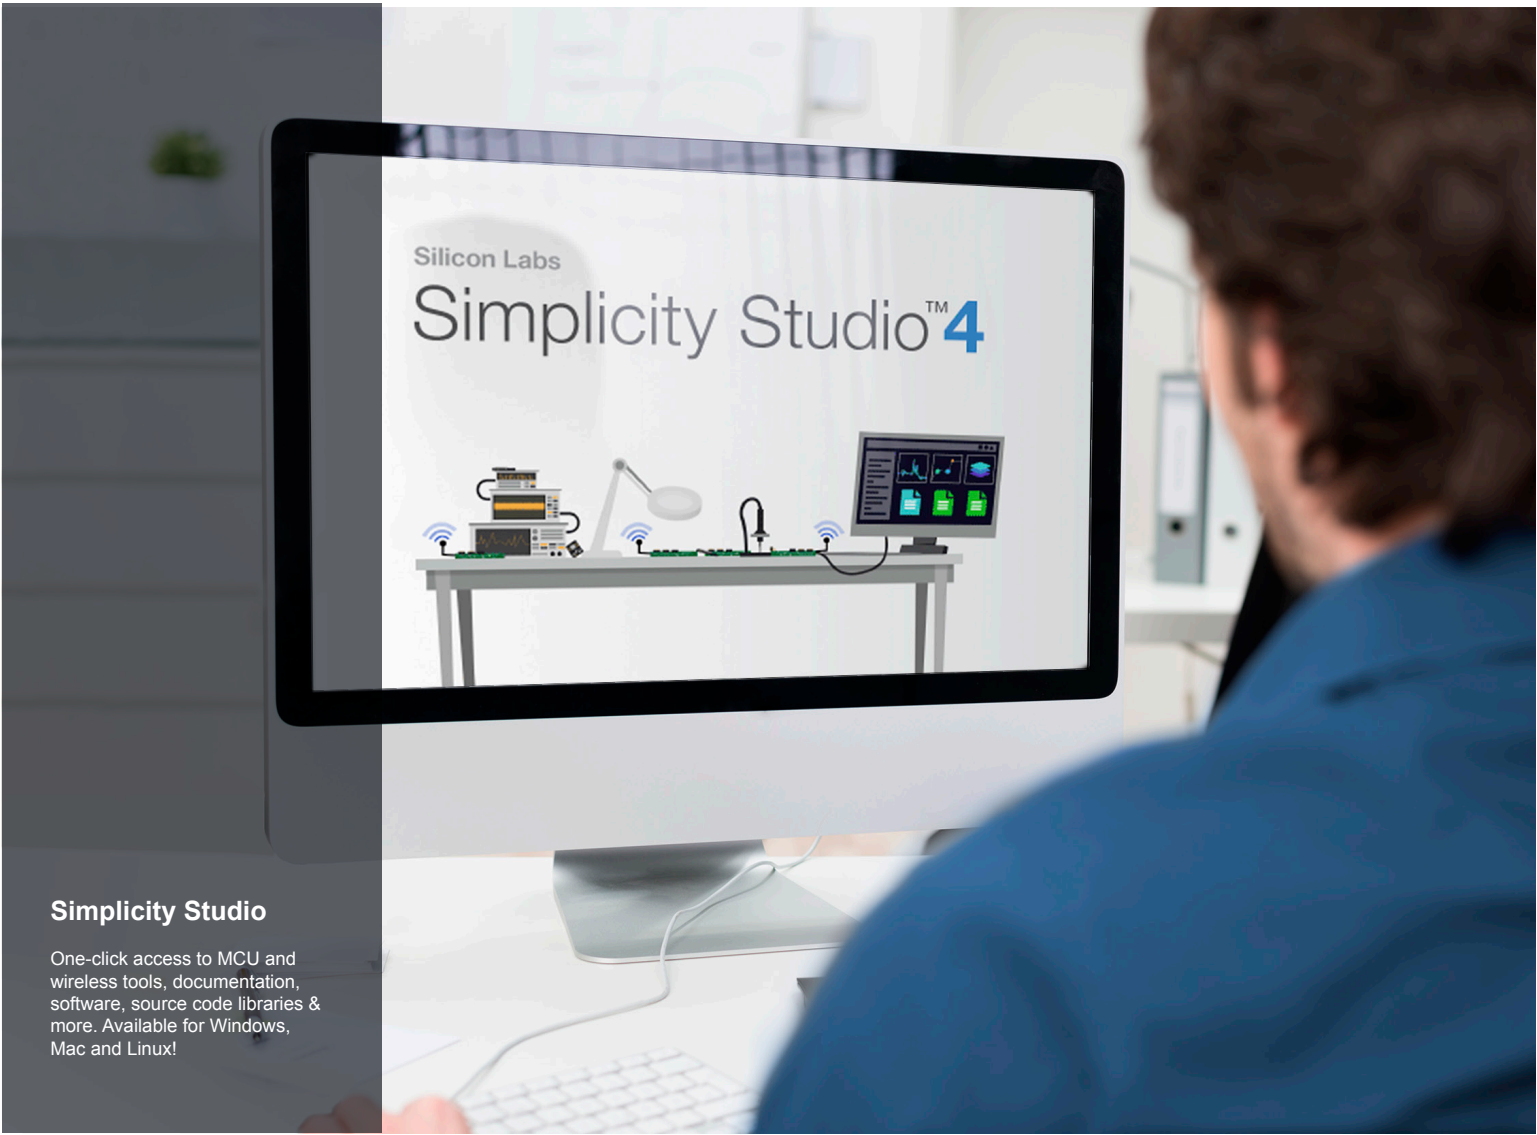 Silicon Labs
Simplicity Studio™4
Simplicity Studio
One-click access to MCU and
wireless tools, documentation,
software, source code libraries &
more. Available for Windows,
Mac and Linux!